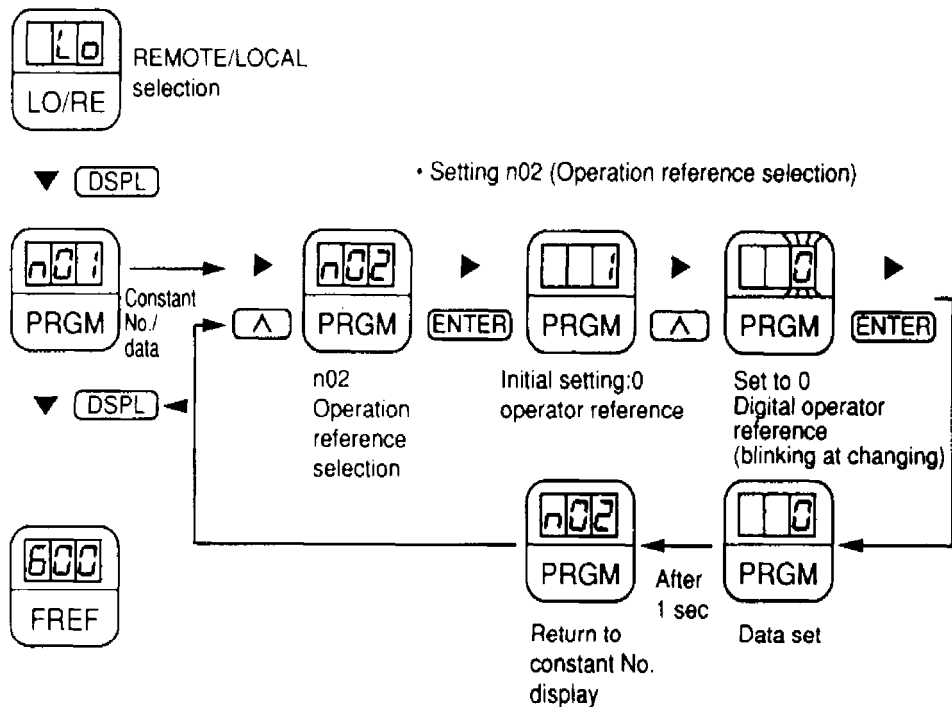 Lo
LO/RE
REMOTE/LOCAL
selection
DSPL
• Setting n02 (Operation reference selection)
n01
PRGM
Constant
No./
data
∧
n02
PRGM
ENTER
1
PRGM
∧
0
PRGM
ENTER
n02
Operation
reference
selection
Initial setting:0
operator reference
Set to 0
Digital operator
reference
(blinking at changing)
DSPL
n02
PRGM
After
1 sec
0
PRGM
Return to
constant No.
display
Data set
600
FREF